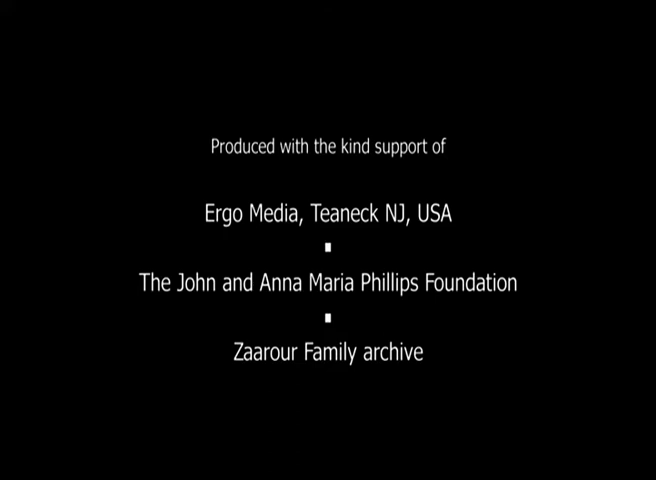 Produced with the kind support of
Ergo Media, Teaneck NJ, USA
The John and Anna Maria Phillips Foundation
Zaarour Family archive